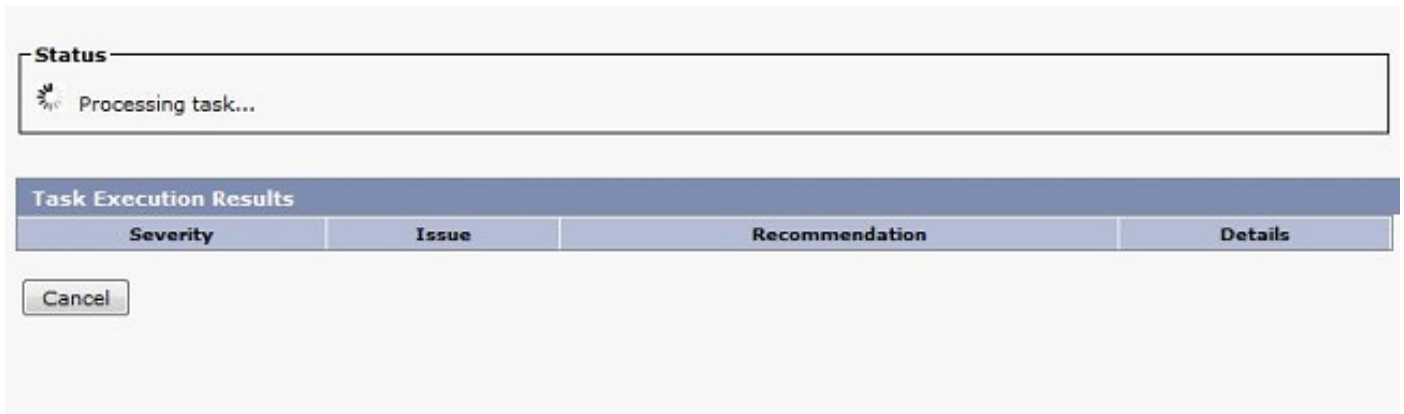 Status
Processing task...
Task Execution Results
Severity Issue Recommendation Details
Cancel